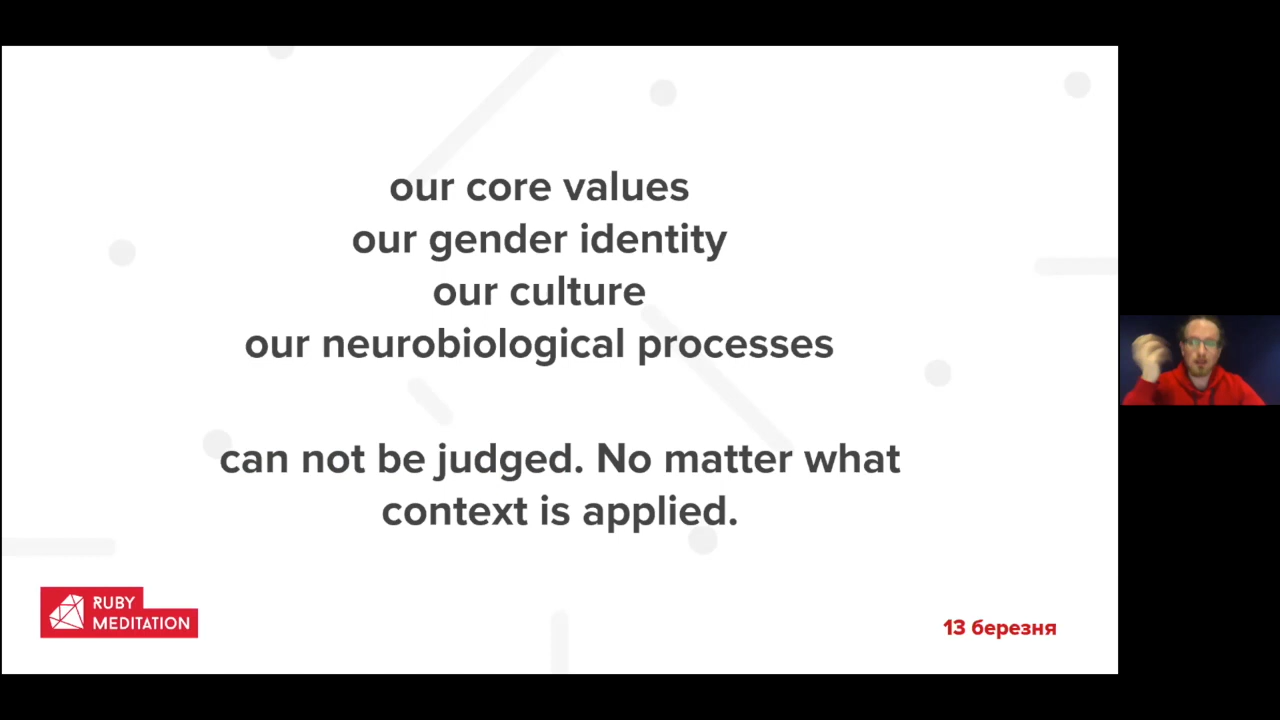 our core values
our gender identity
our culture
our neurobiological processes
can not be judged. No matter what
context is applied.
RUBY
MEDITATION
13 березня